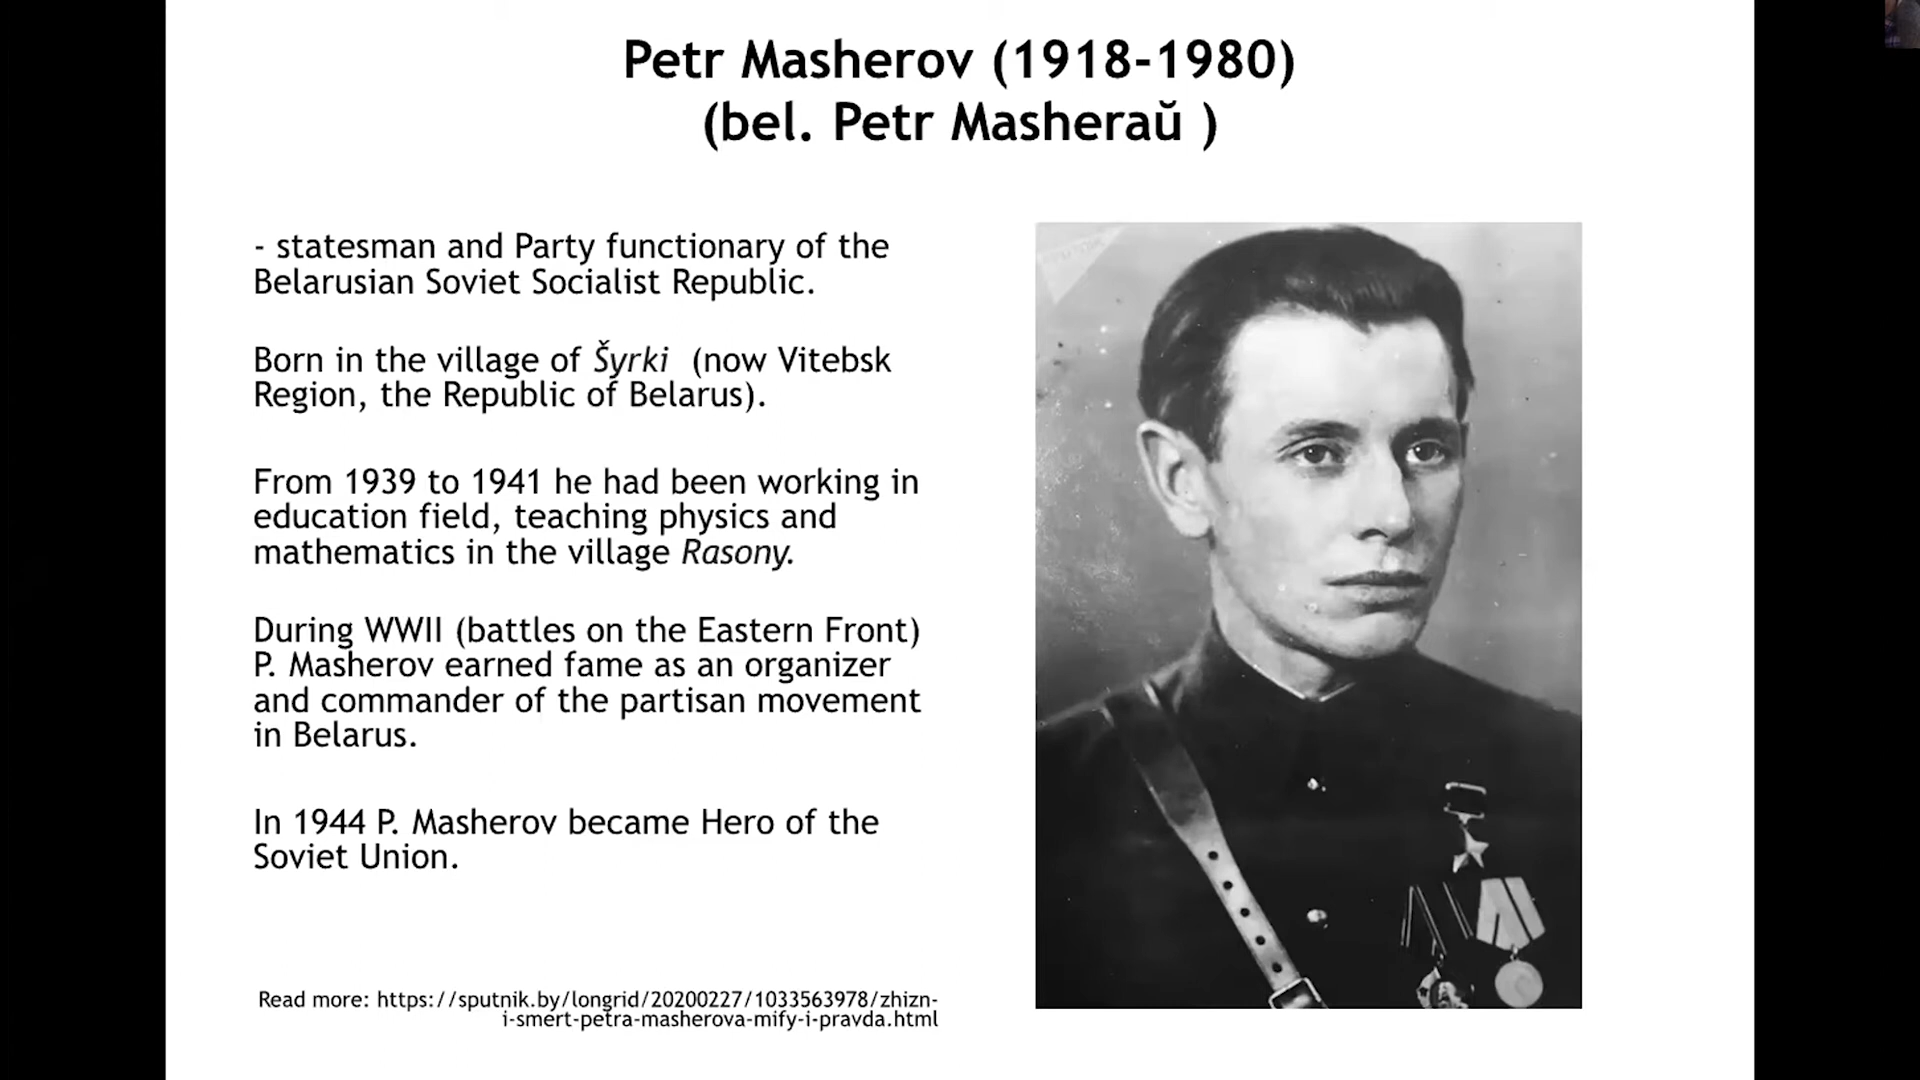 Petr Masherov (1918-1980)
(bel. Petr Masheraŭ )
- statesman and Party functionary of the
Belarusian Soviet Socialist Republic.
Born in the village of Šyrki (now Vitebsk
Region, the Republic of Belarus).
From 1939 to 1941 he had been working in
education field, teaching physics and
mathematics in the village Rasony.
During WWII (battles on the Eastern Front)
P. Masherov earned fame as an organizer
and commander of the partisan movement
in Belarus.
In 1944 P. Masherov became Hero of the
Soviet Union.
Read more: https://sputnik.by/longrid/20200227/1033563978/zhizn-
i-smert-petra-masherova-mify-i-pravda.html